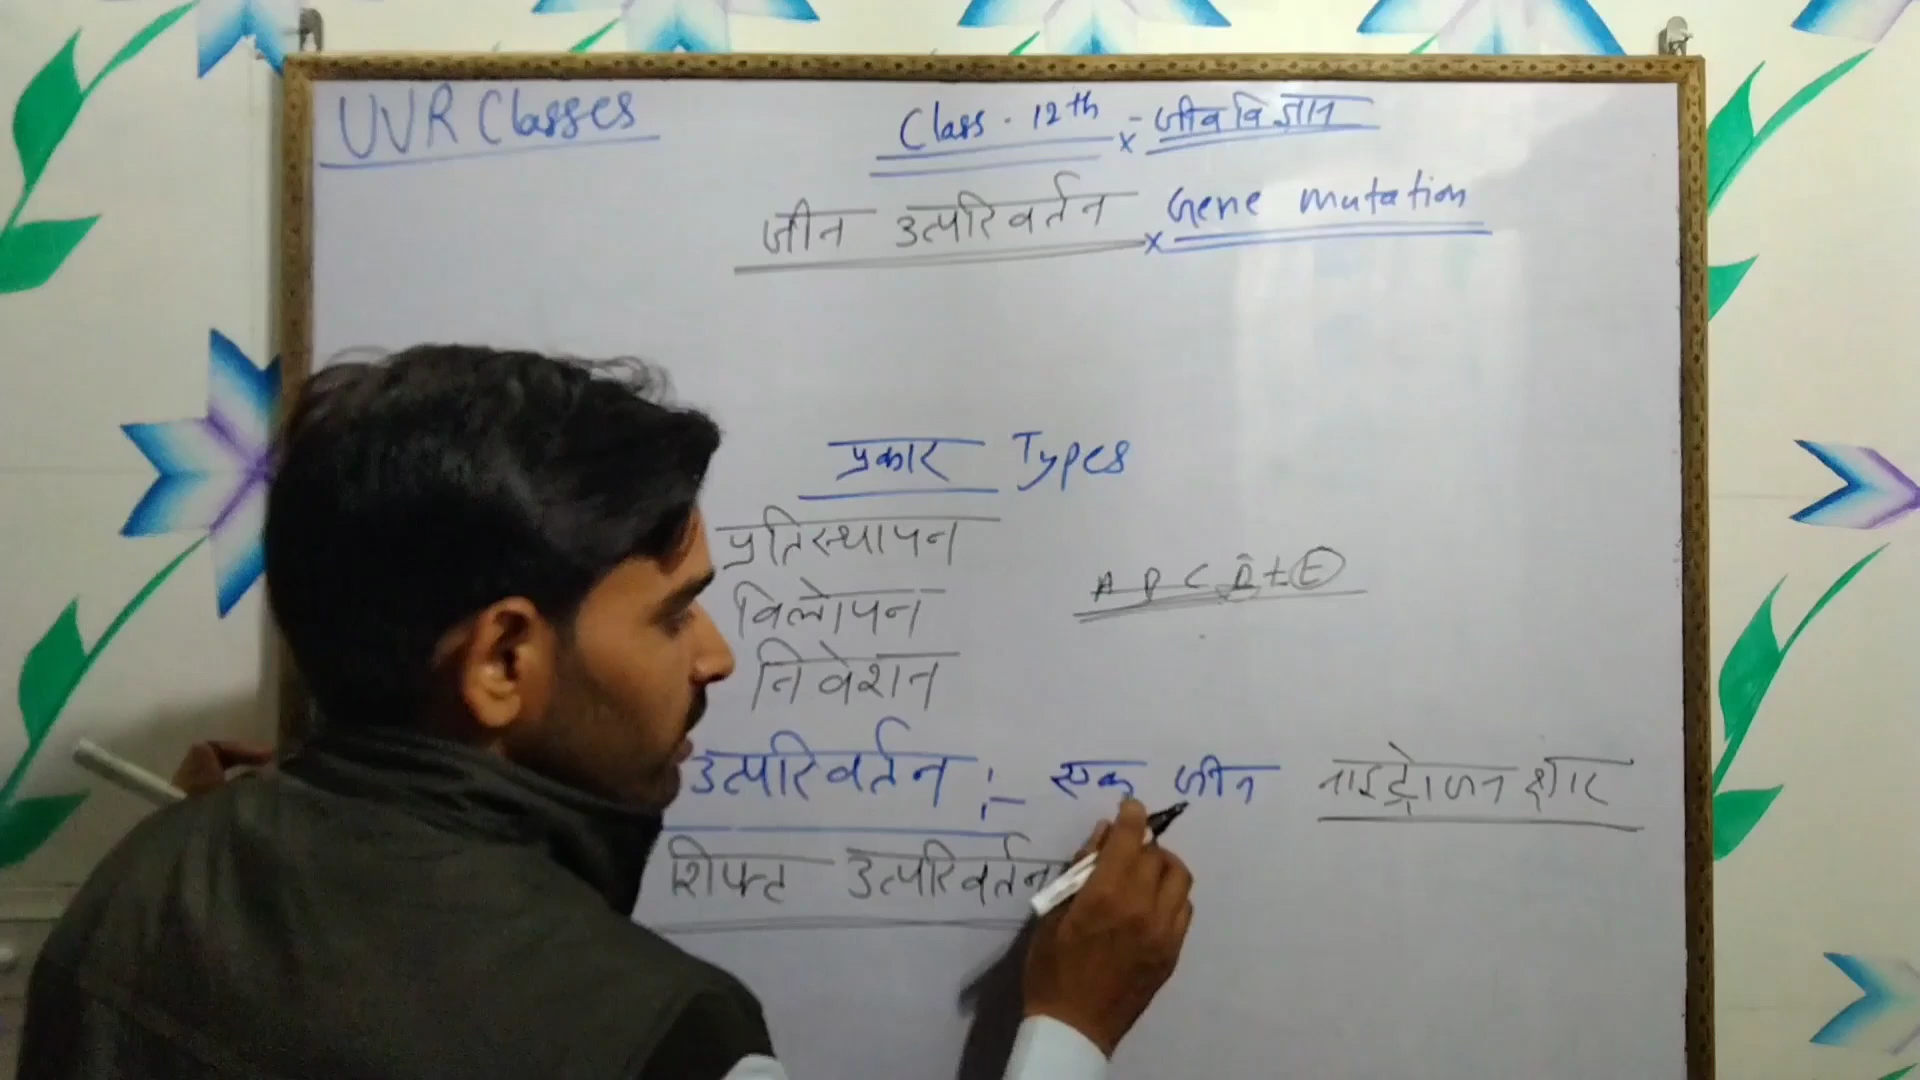 UVR Classes
Class. 12th - जीव विज्ञान
जीन उत्परिवर्तन x Gene mutation
प्रकार Types
प्रतिस्थापन
विलोपन
A B C D + E
निवेशन
उत्परिवर्तन :- एक जीन नाइट्रोजन क्षार
शिफ्ट उत्परिवर्तन